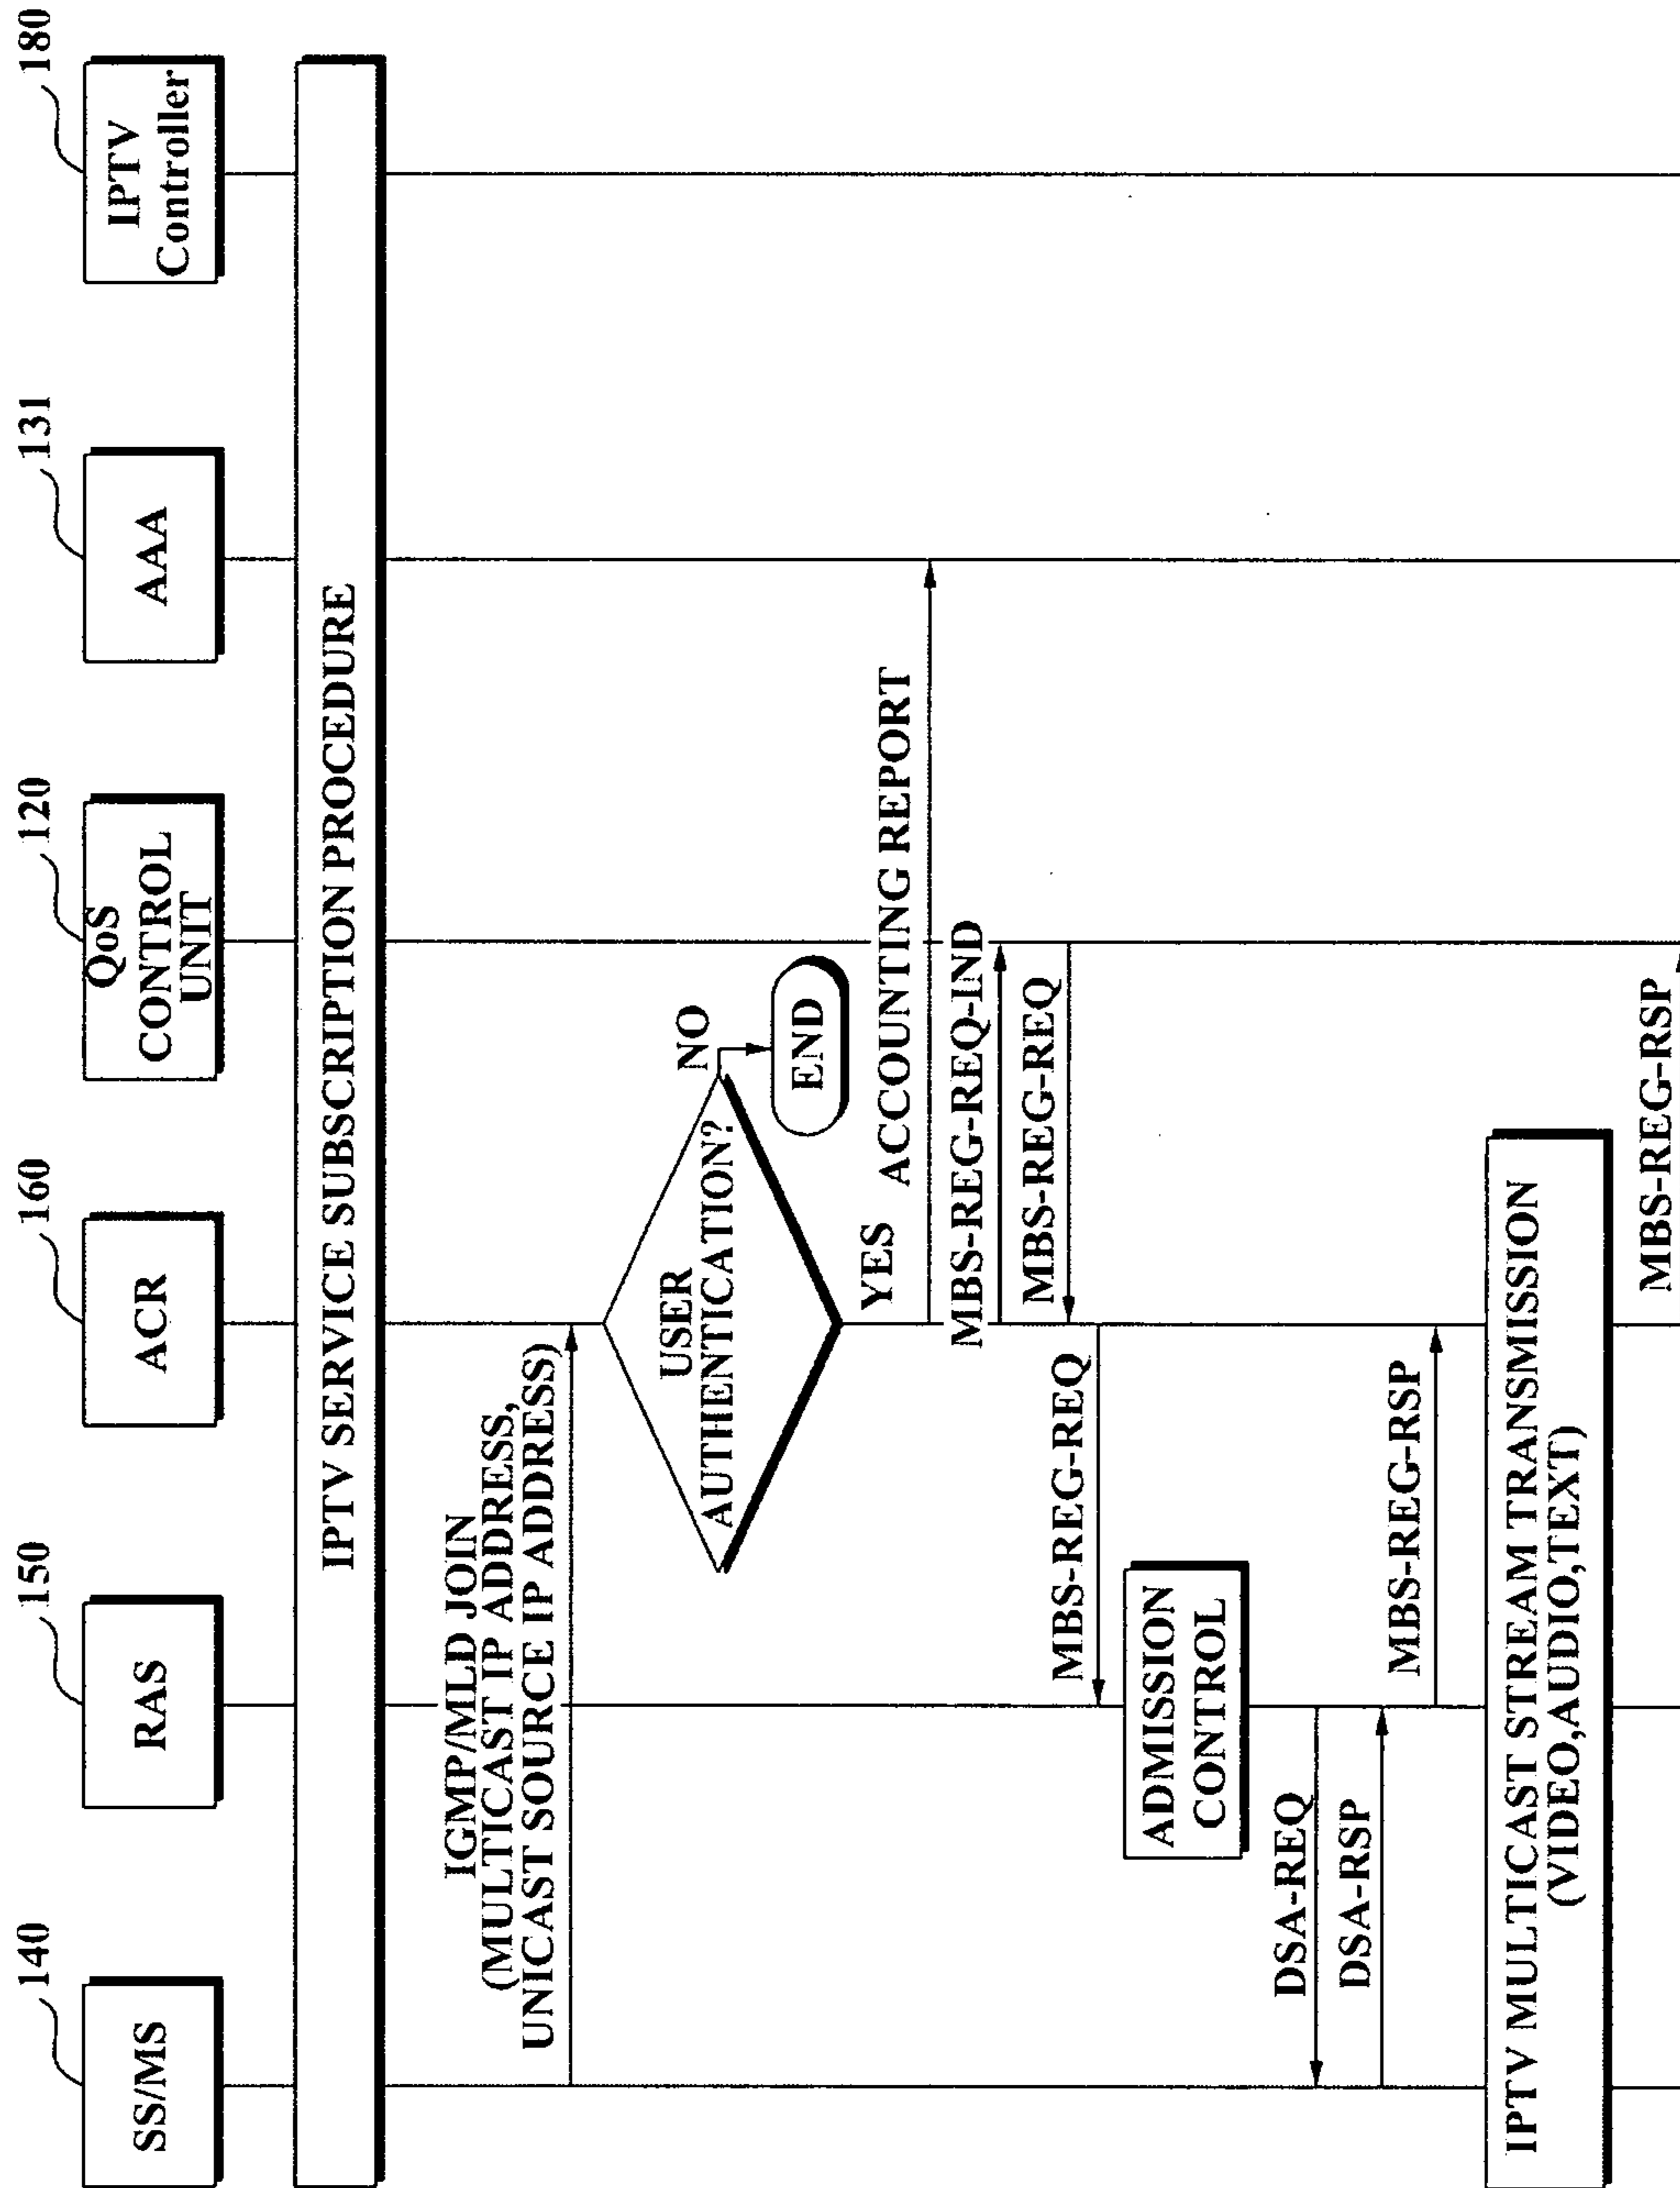 140
150
160
120
131
180
SS/MS
RAS
ACR
QoS
CONTROL
UNIT
AAA
IPTV
Controller
IPTV SERVICE SUBSCRIPTION PROCEDURE
IGMP/MLD JOIN
(MULTICAST IP ADDRESS,
UNICAST SOURCE IP ADDRESS)
USER
AUTHENTICATION?
NO
END
YES
ACCOUNTING REPORT
MBS-REG-REQ-IND
MBS-REG-REQ
MBS-REG-REQ
ADMISSION
CONTROL
DSA-REQ
DSA-RSP
MBS-REG-RSP
IPTV MULTICAST STREAM TRANSMISSION
(VIDEO,AUDIO,TEXT)
MBS-REG-RSP